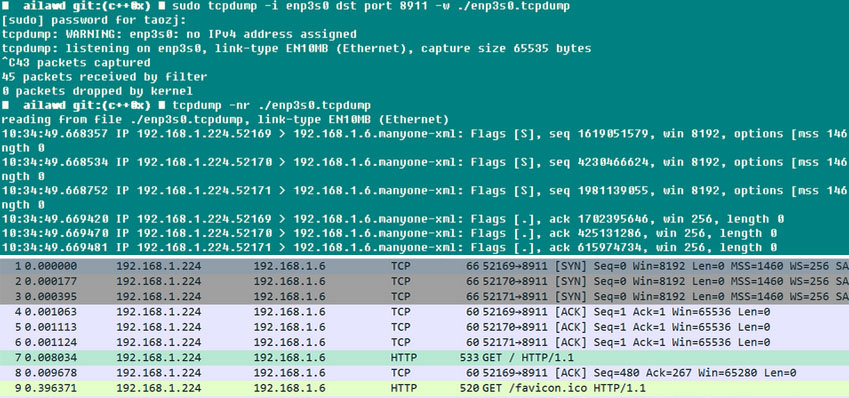 ailawd git:(c++0x) sudo tcpdump -i enp3s0 dst port 8911 -w ./enp3s0.tcpdump
[sudo] password for taozj:
tcpdump: WARNING: enp3s0: no IPv4 address assigned
tcpdump: listening on enp3s0, link-type EN10MB (Ethernet), capture size 65535 bytes
^C43 packets captured
45 packets received by filter
0 packets dropped by kernel
ailawd git:(c++0x) tcpdump -nr ./enp3s0.tcpdump
reading from file ./enp3s0.tcpdump, link-type EN10MB (Ethernet)
10:34:49.668357 IP 192.168.1.224.52169 > 192.168.1.6.manyone-xml: Flags [S], seq 1619051579, win 8192, options [mss 146
ngth 0
10:34:49.668534 IP 192.168.1.224.52170 > 192.168.1.6.manyone-xml: Flags [S], seq 4230466624, win 8192, options [mss 146
ngth 0
10:34:49.668752 IP 192.168.1.224.52171 > 192.168.1.6.manyone-xml: Flags [S], seq 1981139055, win 8192, options [mss 146
ngth 0
10:34:49.669420 IP 192.168.1.224.52169 > 192.168.1.6.manyone-xml: Flags [.], ack 1702395646, win 256, length 0
10:34:49.669470 IP 192.168.1.224.52170 > 192.168.1.6.manyone-xml: Flags [.], ack 425131286, win 256, length 0
10:34:49.669481 IP 192.168.1.224.52171 > 192.168.1.6.manyone-xml: Flags [.], ack 615974734, win 256, length 0
1 0.000000 192.168.1.224 192.168.1.6 TCP 66 52169→8911 [SYN] Seq=0 Win=8192 Len=0 MSS=1460 WS=256 SA
2 0.000177 192.168.1.224 192.168.1.6 TCP 66 52170→8911 [SYN] Seq=0 Win=8192 Len=0 MSS=1460 WS=256 SA
3 0.000395 192.168.1.224 192.168.1.6 TCP 66 52171→8911 [SYN] Seq=0 Win=8192 Len=0 MSS=1460 WS=256 SA
4 0.001063 192.168.1.224 192.168.1.6 TCP 60 52169→8911 [ACK] Seq=1 Ack=1 Win=65536 Len=0
5 0.001113 192.168.1.224 192.168.1.6 TCP 60 52170→8911 [ACK] Seq=1 Ack=1 Win=65536 Len=0
6 0.001124 192.168.1.224 192.168.1.6 TCP 60 52171→8911 [ACK] Seq=1 Ack=1 Win=65536 Len=0
7 0.008034 192.168.1.224 192.168.1.6 HTTP 533 GET / HTTP/1.1
8 0.009678 192.168.1.224 192.168.1.6 TCP 60 52169→8911 [ACK] Seq=480 Ack=267 Win=65280 Len=0
9 0.396371 192.168.1.224 192.168.1.6 HTTP 520 GET /favicon.ico HTTP/1.1